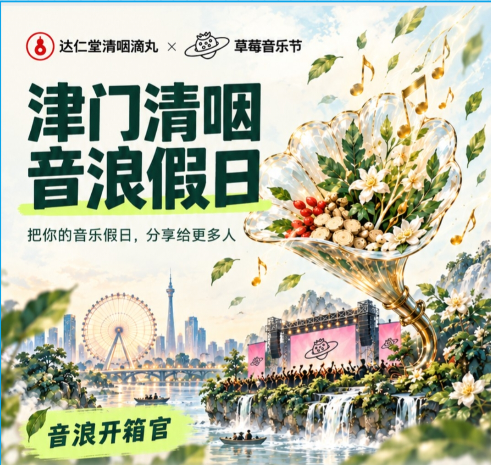 达仁堂清咽滴丸 × 草莓音乐节
津门清咽
音浪假日
把你的音乐假日，分享给更多人
音浪开箱官